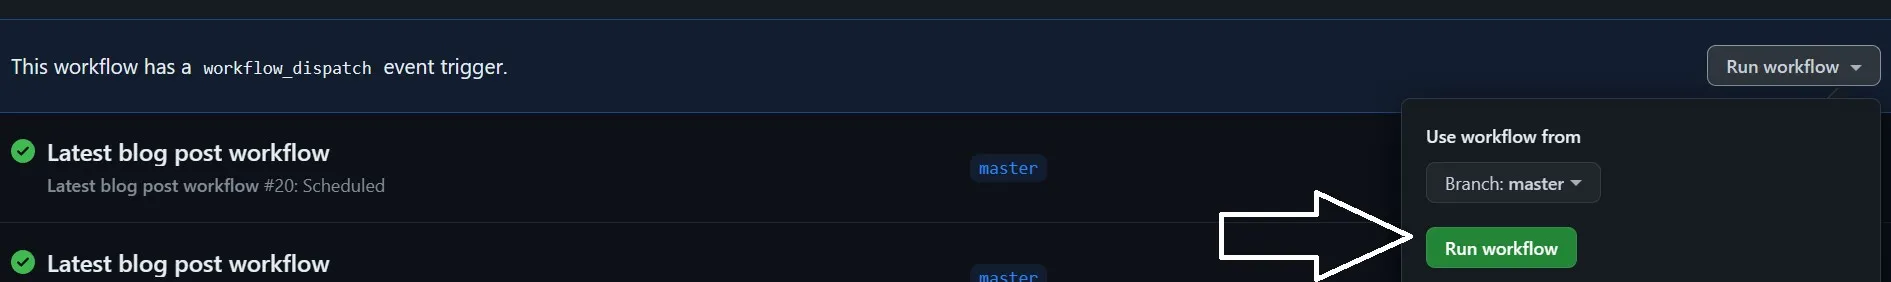 This workflow has a workflow_dispatch event trigger.
Run workflow
Use workflow from
Branch: master
Run workflow
Latest blog post workflow
master
Latest blog post workflow #20: Scheduled
Latest blog post workflow
master